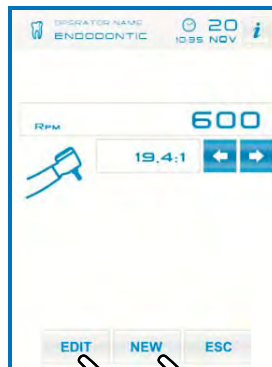 OPERATOR NAME 20
ENDODONTIC 10:35 NOV i
RPM 600
19.4:1
EDIT NEW ESC